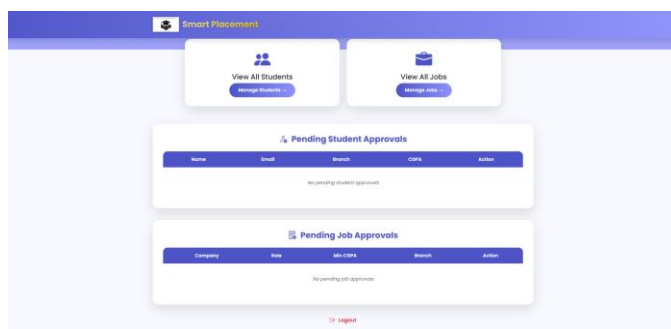 Smart Placement
View All Students
Manage Students →
View All Jobs
Manage Jobs →
Pending Student Approvals
Name Email Branch CGPA Action
No pending student approvals
Pending Job Approvals
Company Role Min CGPA Branch Action
No pending job approvals
Logout